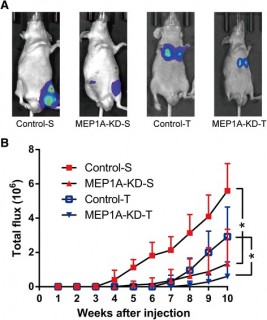 A
Control-S
MEP1A-KD-S
Control-T
MEP1A-KD-T
B
Total flux (10⁶)
8
6
4
2
0
Control-S
MEP1A-KD-S
Control-T
MEP1A-KD-T
*
*
0 1 2 3 4 5 6 7 8 9 10
Weeks after injection